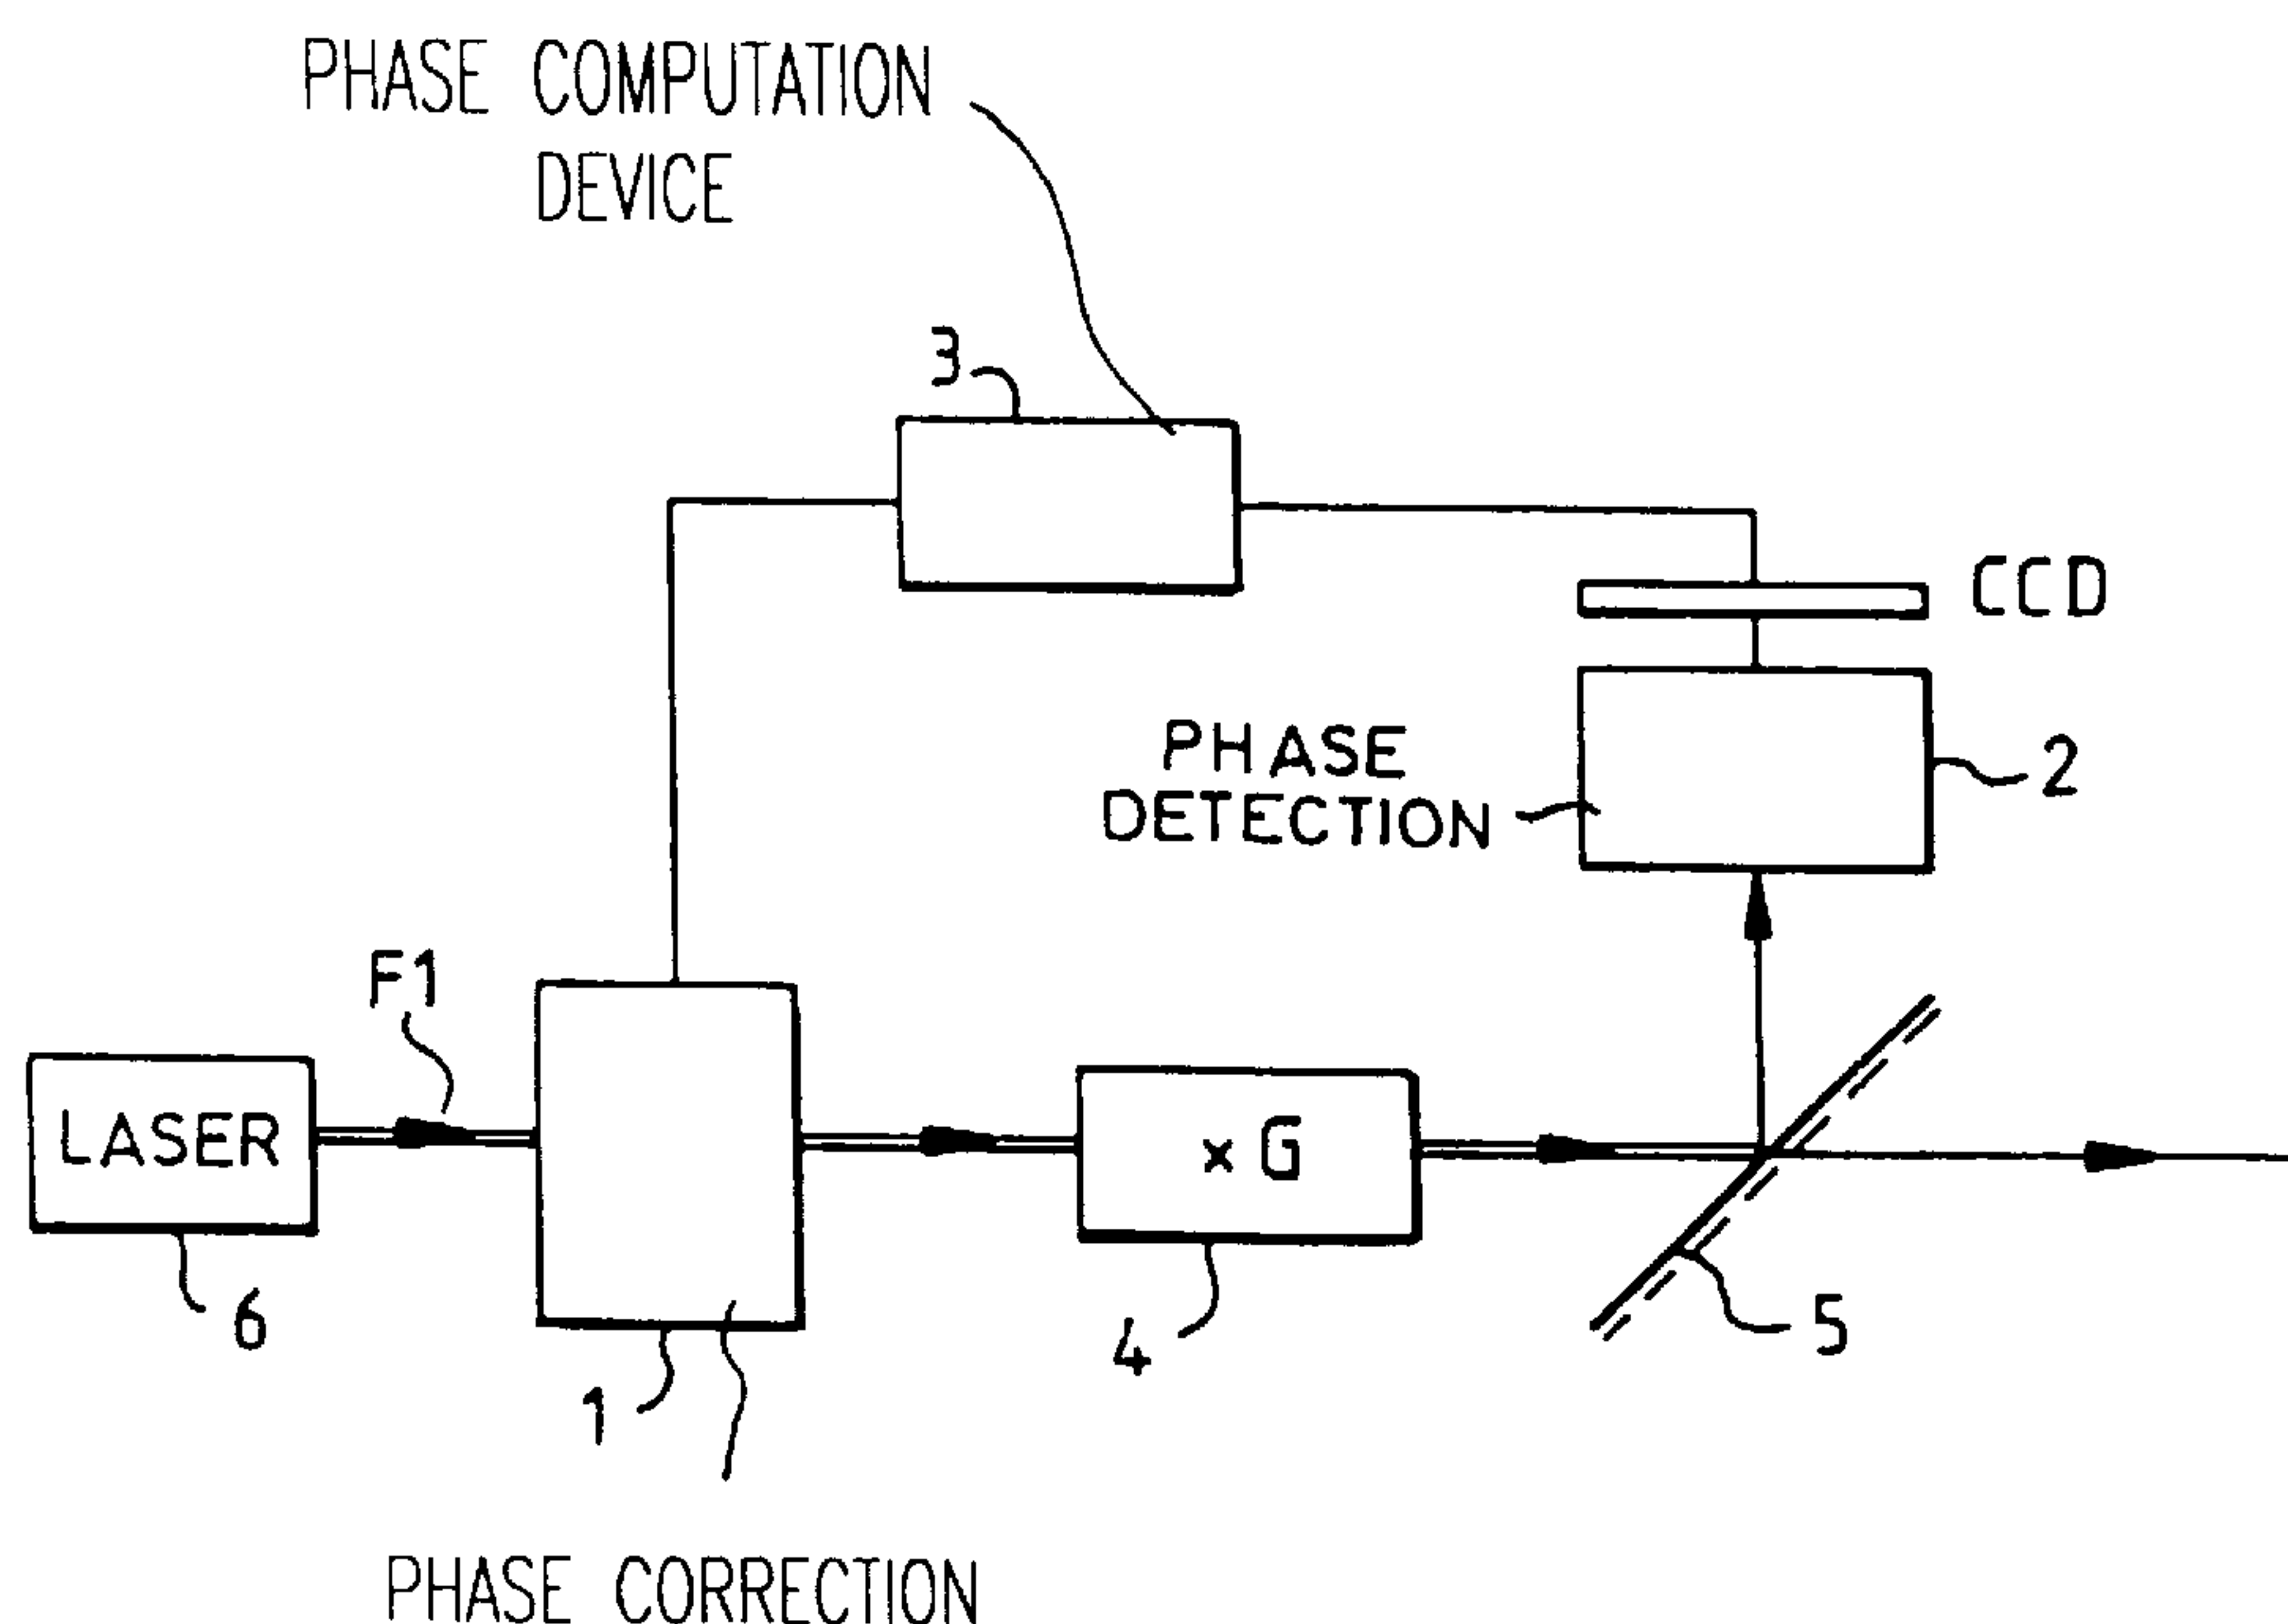 PHASE COMPUTATION
DEVICE
3
CCD
PHASE
DETECTION
2
F1
LASER
x G
6
1
4
5
PHASE CORRECTION